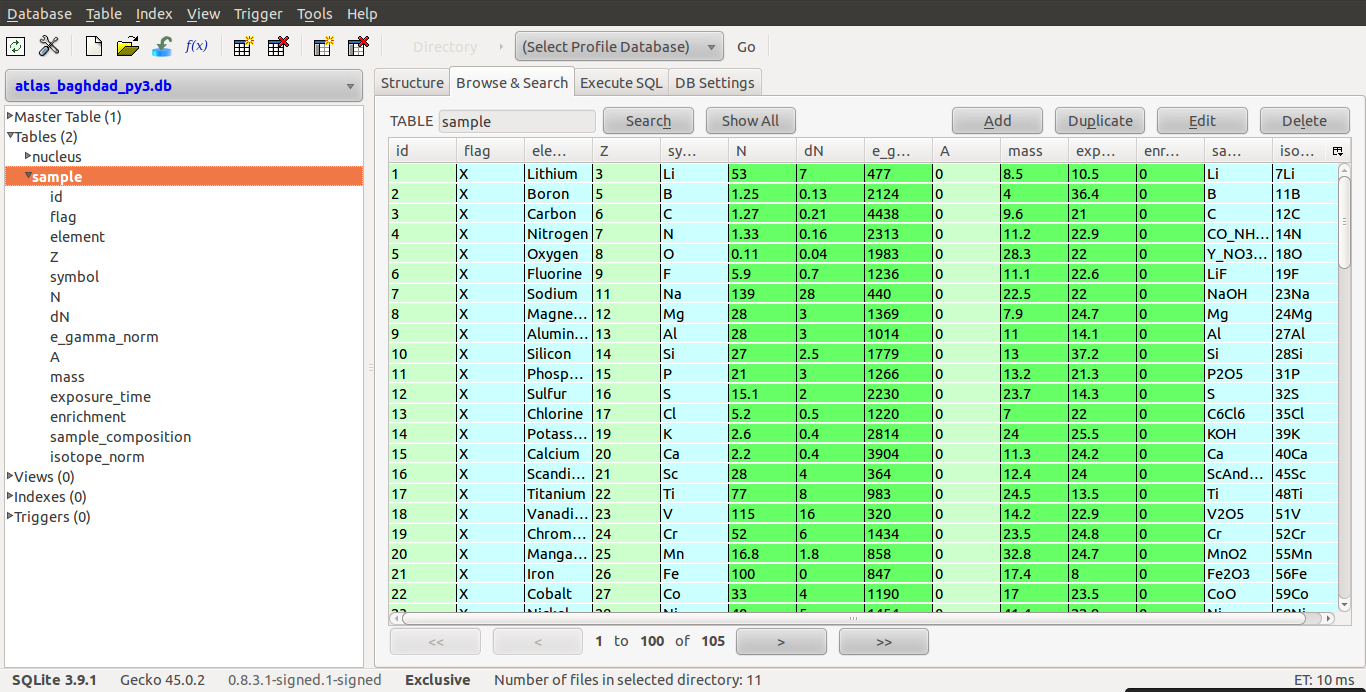 Database Table Index View Trigger Tools Help
f(x) Directory (Select Profile Database) Go
atlas_baghdad_py3.db
Structure Browse & Search Execute SQL DB Settings
Master Table (1)
Tables (2)
nucleus
sample
id
flag
element
Z
symbol
N
dN
e_gamma_norm
A
mass
exposure_time
enrichment
sample_composition
isotope_norm
Views (0)
Indexes (0)
Triggers (0)
TABLE sample Search Show All Add Duplicate Edit Delete
id flag ele... Z sy... N dN e_g... A mass exp... enr... sa... iso...
1 X Lithium 3 Li 53 7 477 0 8.5 10.5 0 Li 7Li
2 X Boron 5 B 1.25 0.13 2124 0 4 36.4 0 B 11B
3 X Carbon 6 C 1.27 0.21 4438 0 9.6 21 0 C 12C
4 X Nitrogen 7 N 1.33 0.16 2313 0 11.2 22.9 0 CO_NH... 14N
5 X Oxygen 8 O 0.11 0.04 1983 0 28.3 22 0 Y_NO3... 18O
6 X Fluorine 9 F 5.9 0.7 1236 0 11.1 22.6 0 LiF 19F
7 X Sodium 11 Na 139 28 440 0 22.5 22 0 NaOH 23Na
8 X Magne... 12 Mg 28 3 1369 0 7.9 24.7 0 Mg 24Mg
9 X Alumin... 13 Al 28 3 1014 0 11 14.1 0 Al 27Al
10 X Silicon 14 Si 27 2.5 1779 0 13 37.2 0 Si 28Si
11 X Phosp... 15 P 21 3 1266 0 13.2 21.3 0 P2O5 31P
12 X Sulfur 16 S 15.1 2 2230 0 23.7 14.3 0 S 32S
13 X Chlorine 17 Cl 5.2 0.5 1220 0 7 22 0 C6Cl6 35Cl
14 X Potass... 19 K 2.6 0.4 2814 0 24 25.5 0 KOH 39K
15 X Calcium 20 Ca 2.2 0.4 3904 0 11.3 24.2 0 Ca 40Ca
16 X Scandi... 21 Sc 28 4 364 0 12.4 24 0 ScAnd... 45Sc
17 X Titanium 22 Ti 77 8 983 0 24.5 13.5 0 Ti 48Ti
18 X Vanadi... 23 V 115 16 320 0 14.2 22.9 0 V2O5 51V
19 X Chrom... 24 Cr 52 6 1434 0 23.5 24.8 0 Cr 52Cr
20 X Manga... 25 Mn 16.8 1.8 858 0 32.8 24.7 0 MnO2 55Mn
21 X Iron 26 Fe 100 0 847 0 17.4 8 0 Fe2O3 56Fe
22 X Cobalt 27 Co 33 4 1190 0 17 23.5 0 CoO 59Co
<< < 1 to 100 of 105 > >>
SQLite 3.9.1 Gecko 45.0.2 0.8.3.1-signed.1-signed Exclusive Number of files in selected directory: 11 ET: 10 ms